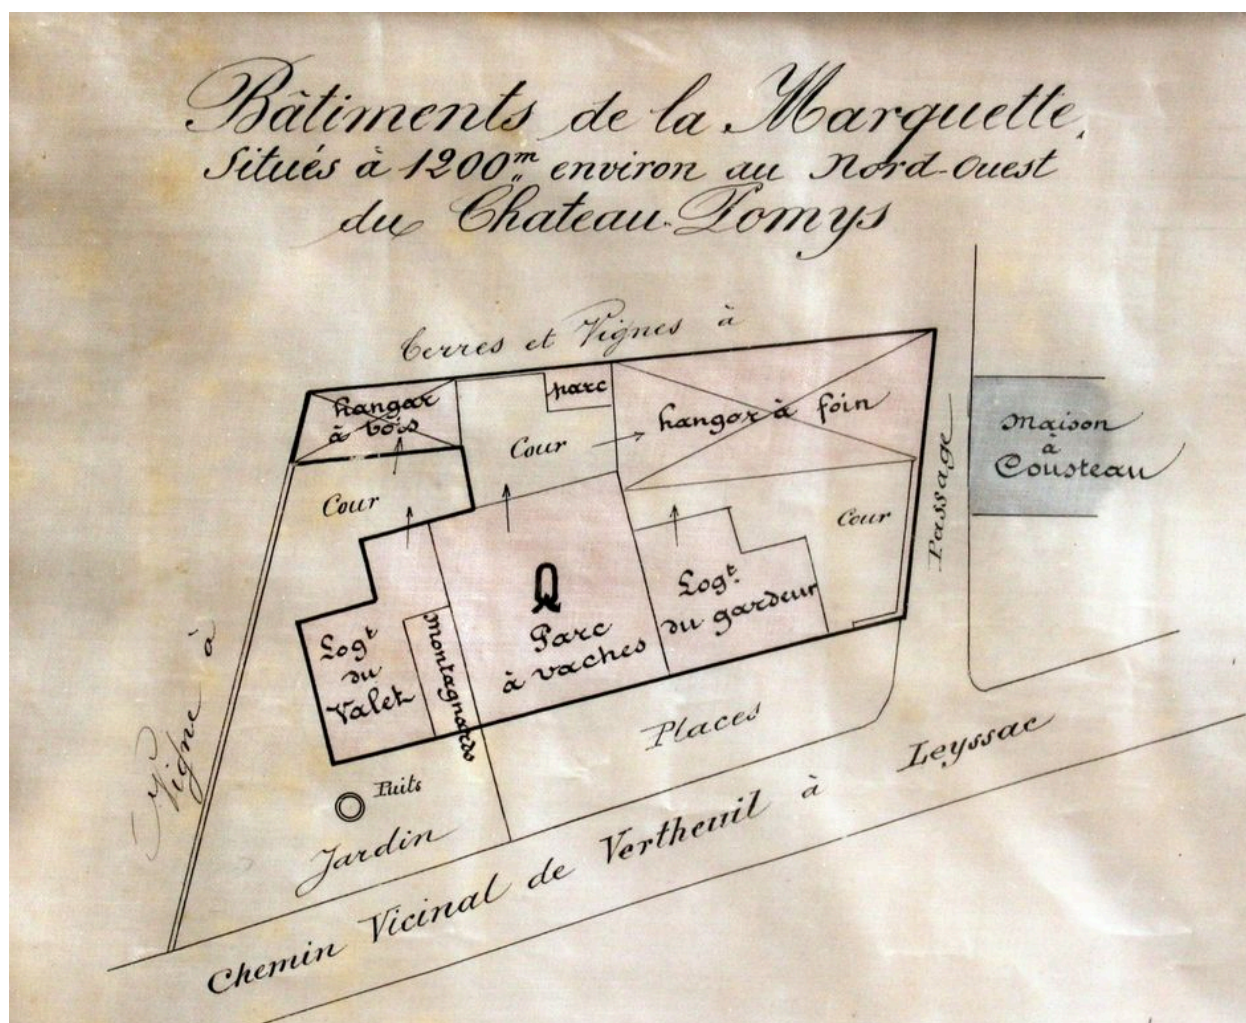 Bâtiments de la Marquette,
Situés à 1200m environ au Nord-Ouest
du Chateau-Pomys
Terres et Vignes à
hangar
à bois
parc
Cour
hangar à foin
Maison
à
Cousteau
Passage
Cour
Cour
Q
Parc
à vaches
Logt
du gardeur
Logt
du
Valet
Montagnards
Vigne à
Places
Puits
Jardin
Chemin Vicinal de Vertheuil à Leyssac